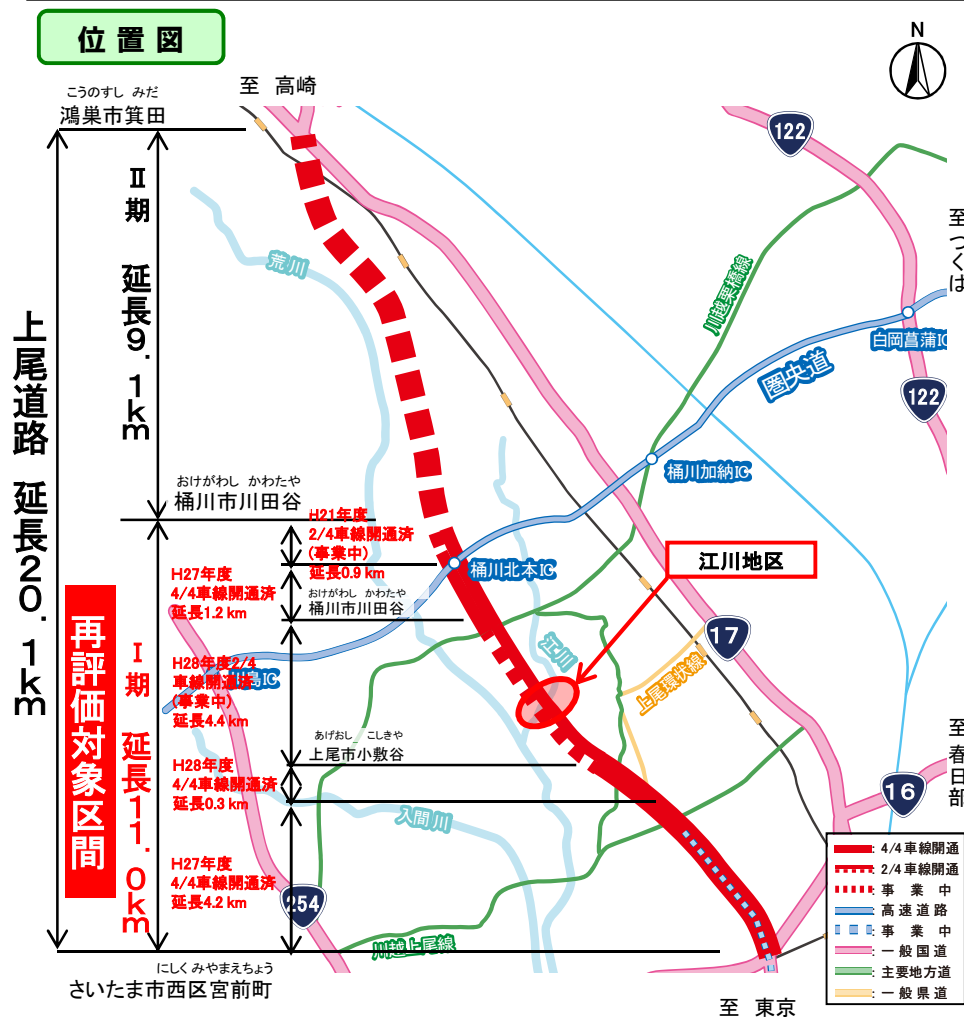 位置図
N
至 高崎
こうのすし みだ
鴻巣市箕田
122
至つくば
Ⅱ期 延長9.1km
荒川
川越栗橋線
白岡菖蒲IC
圏央道
122
上尾道路 延長20.1km
桶川加納IC
おけがわし かわたや
桶川市川田谷
H21年度
2/4車線開通済
(事業中)
延長0.9 km
江川地区
桶川北本IC
H27年度
4/4車線開通済
延長1.2 km
おけがわし かわたや
桶川市川田谷
再評価対象区間
Ⅰ期 延長11.0km
江川
17
上尾環状線
H28年度2/4
車線開通済
(事業中)
延長4.4 km
島IC
あげおし こしきや
上尾市小敷谷
至 春日部
H28年度
4/4車線開通済
延長0.3 km
16
入間川
H27年度
4/4車線開通済
延長4.2 km
254
川越上尾線
: 4/4車線開通
: 2/4車線開通
: 事業中
: 高速道路
: 事業中
: 一般国道
: 主要地方道
: 一般県道
にしくみやまえちょう
さいたま市西区宮前町
至 東京